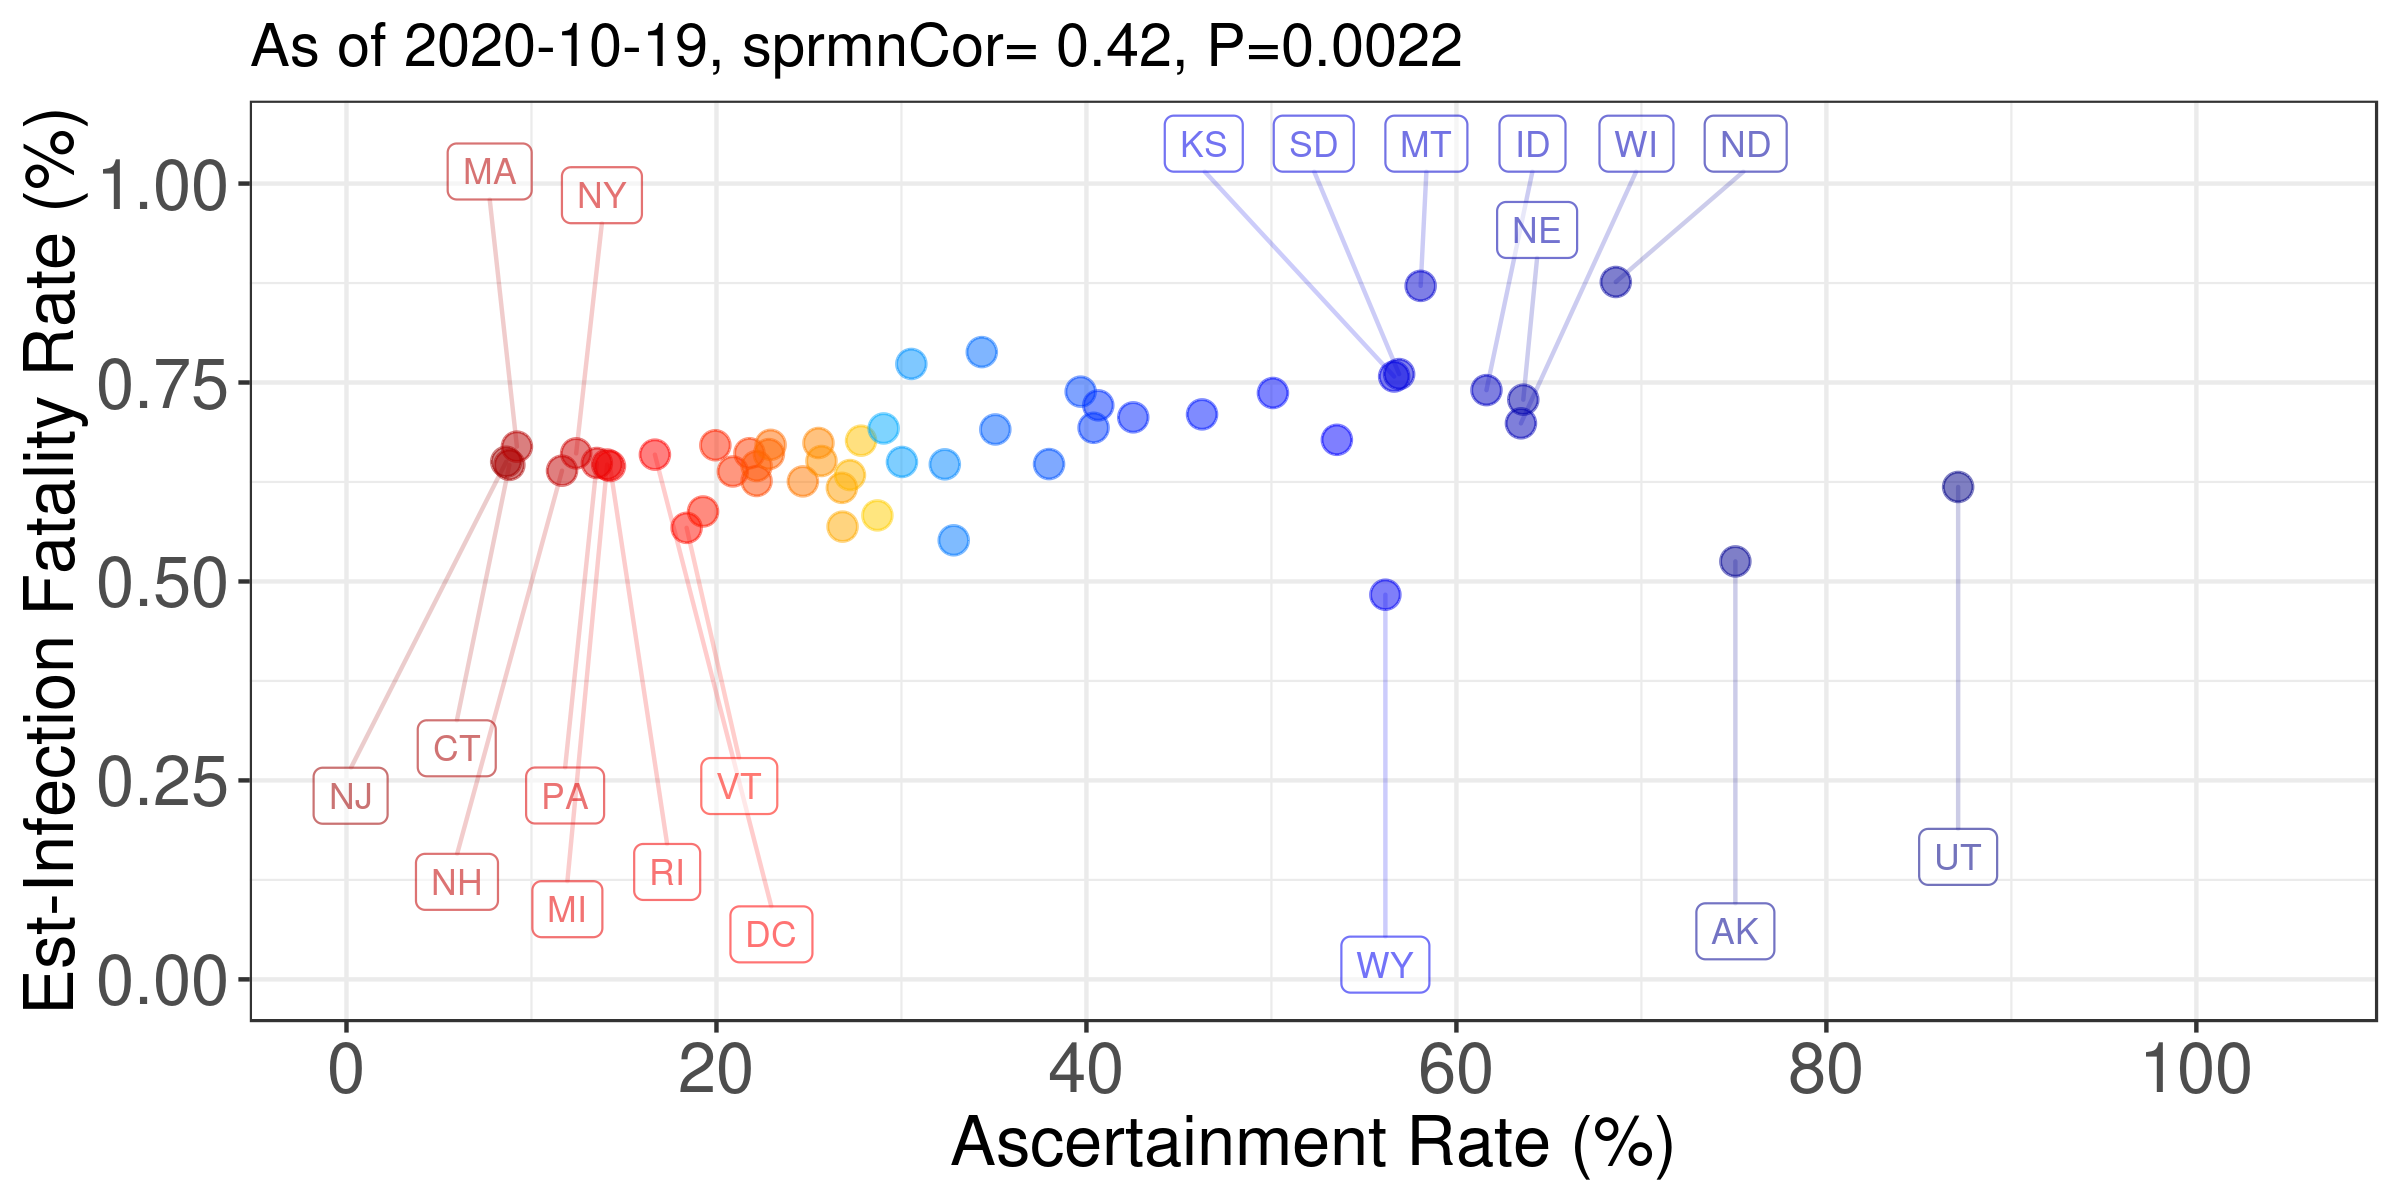 As of 2020-10-19, sprmnCor= 0.42, P=0.0022
Est-Infection Fatality Rate (%)
1.00
0.75
0.50
0.25
0.00
KS SD MT ID WI ND
MA
NY
NE
CT
VT
NJ
PA
UT
RI
NH
MI
AK
DC
WY
0 20 40 60 80 100
Ascertainment Rate (%)